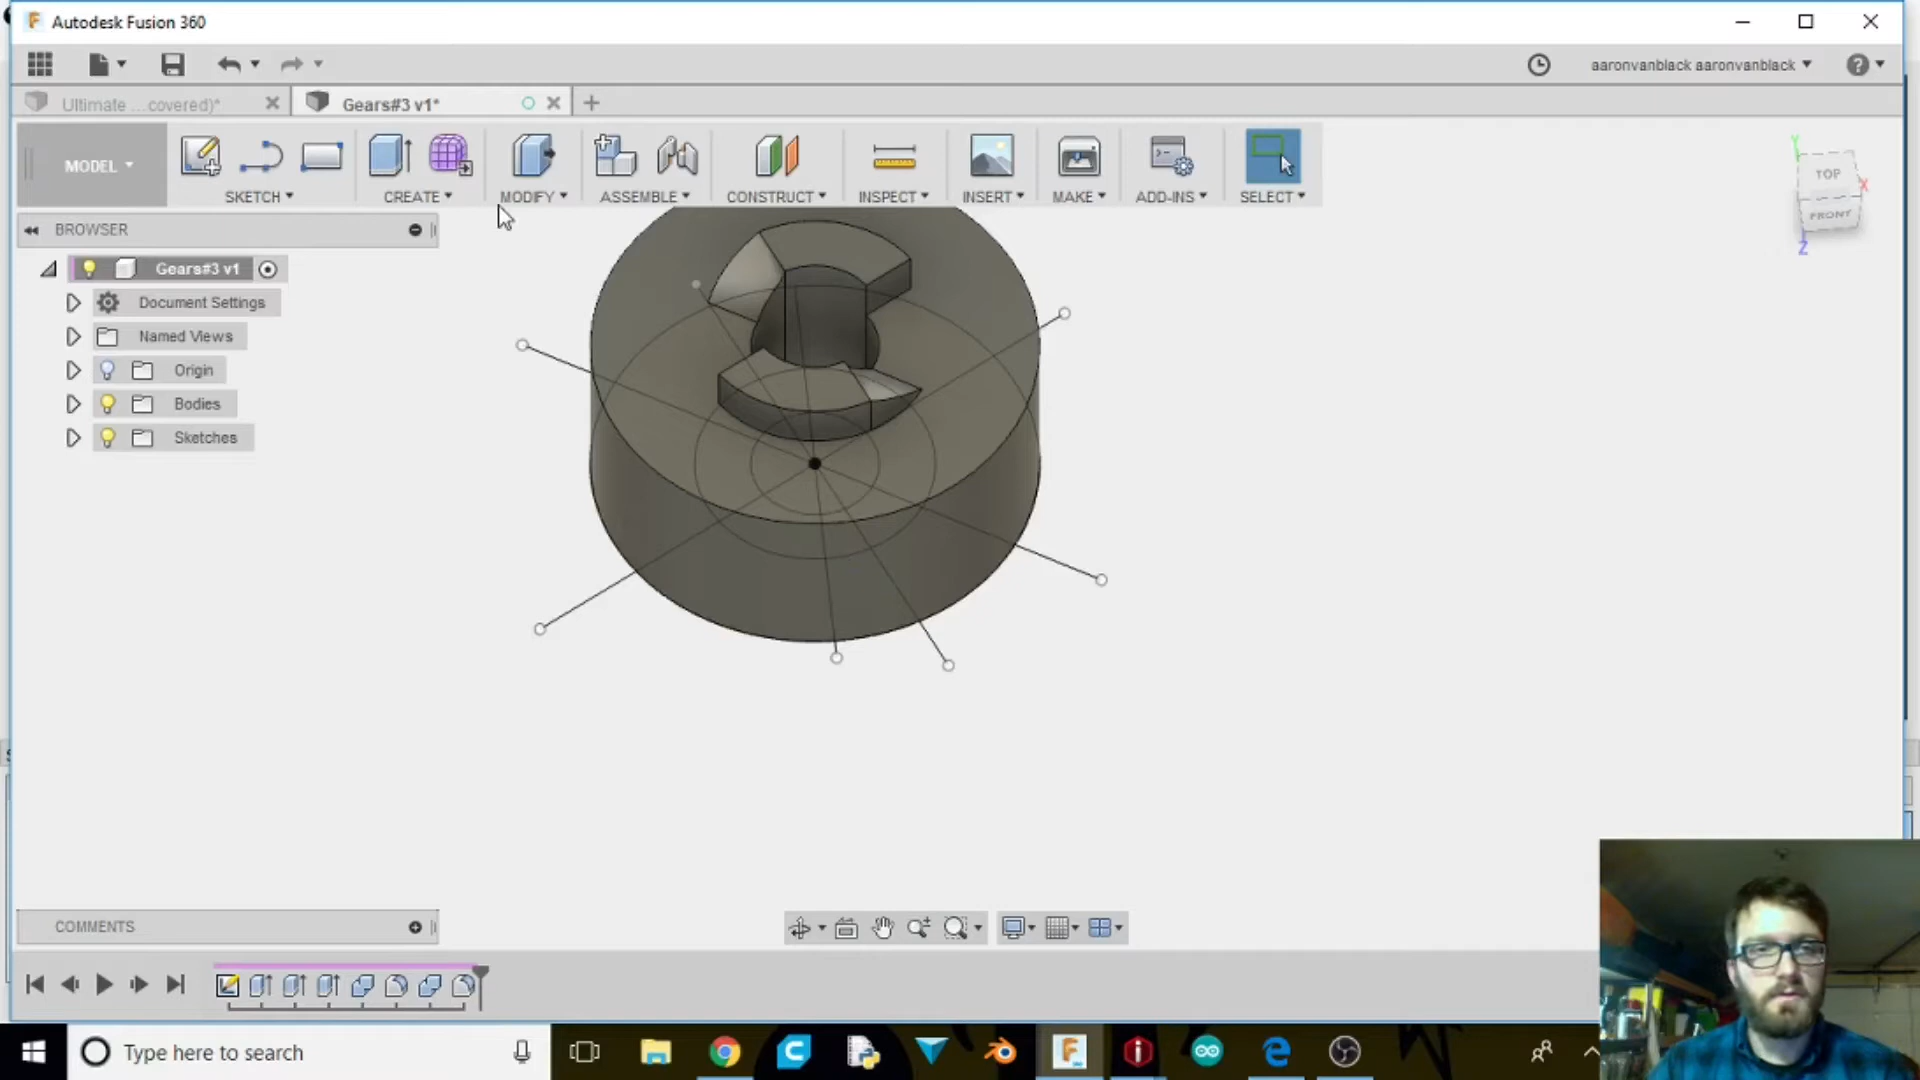 Autodesk Fusion 360
aaronvanblack aaronvanblack
Ultimate ...covered)*
Gears#3 v1*
MODEL
SKETCH
CREATE
MODIFY
ASSEMBLE
CONSTRUCT
INSPECT
INSERT
MAKE
ADD-INS
SELECT
Y
TOP
X
FRONT
Z
BROWSER
Gears#3 v1
Document Settings
Named Views
Origin
Bodies
Sketches
COMMENTS
Type here to search